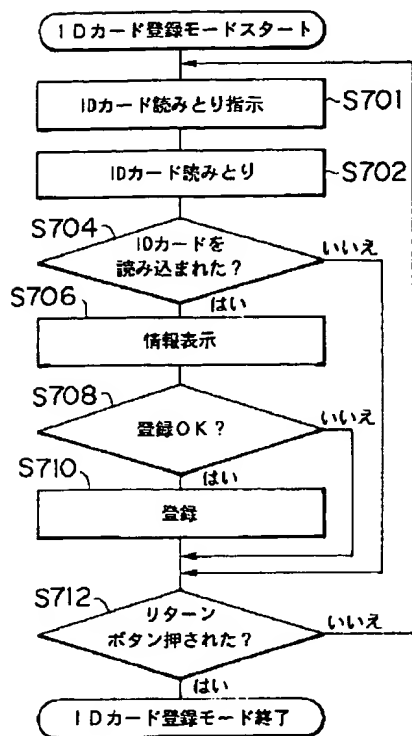 IDカード登録モードスタート
IDカード読みとり指示
S701
IDカード読みとり
S702
S704
IDカードを
読み込まれた？
いいえ
はい
S706
情報表示
S708
登録OK？
いいえ
はい
S710
登録
S712
リターン
ボタン押された？
いいえ
はい
IDカード登録モード終了